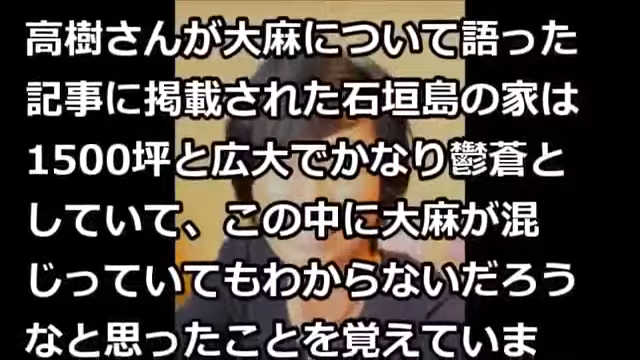 高樹さんが大麻について語った
記事に掲載された石垣島の家は
1500坪と広大でかなり鬱蒼と
していて、この中に大麻が混
じっていてもわからないだろう
なと思ったことを覚えていま